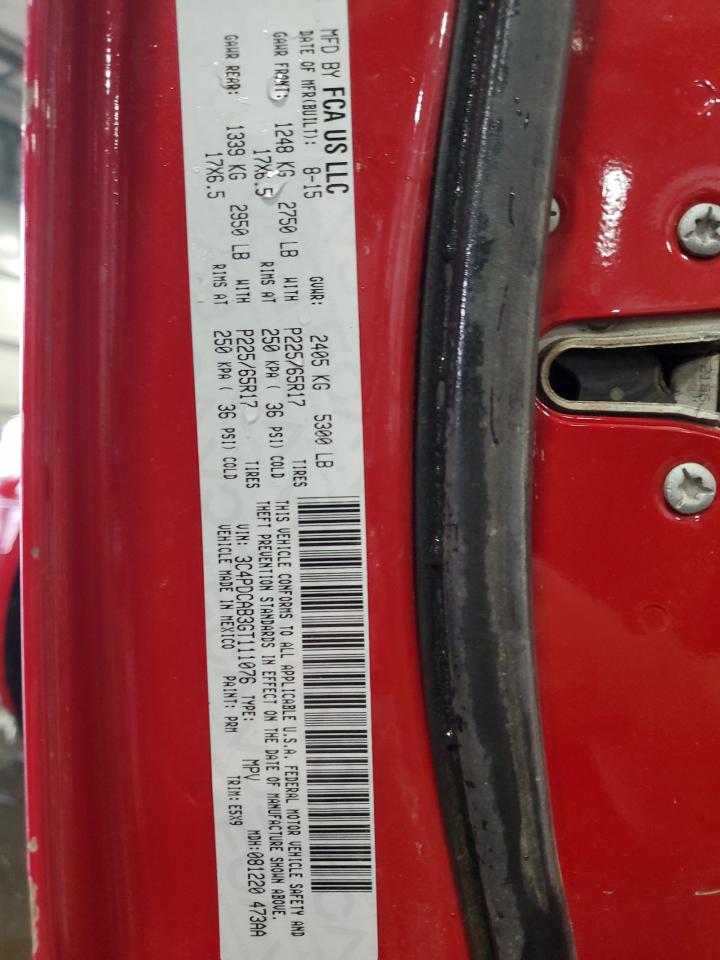 MFD BY FCA US LLC
DATE OF MFR(BUILT): 8-15 GVWR: 2405 KG 5300 LB
GAWR FRONT: 1248 KG 2750 LB WITH P225/65R17 TIRES
17X6.5 RIMS AT 250 KPA ( 36 PSI) COLD
GAWR REAR: 1339 KG 2950 LB WITH P225/65R17 TIRES
17X6.5 RIMS AT 250 KPA ( 36 PSI) COLD
THIS VEHICLE CONFORMS TO ALL APPLICABLE U.S.A. FEDERAL MOTOR VEHICLE SAFETY AND
THEFT PREVENTION STANDARDS IN EFFECT ON THE DATE OF MANUFACTURE SHOWN ABOVE.
VIN: 3C4PDCAB3GT111076 TYPE: MPV MDH:081220 473AA
VEHICLE MADE IN MEXICO PAINT: PRM TRIM: E5X9